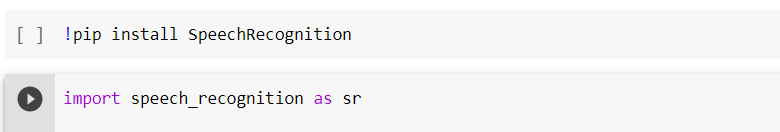 [ ] !pip install SpeechRecognition
import speech_recognition as sr